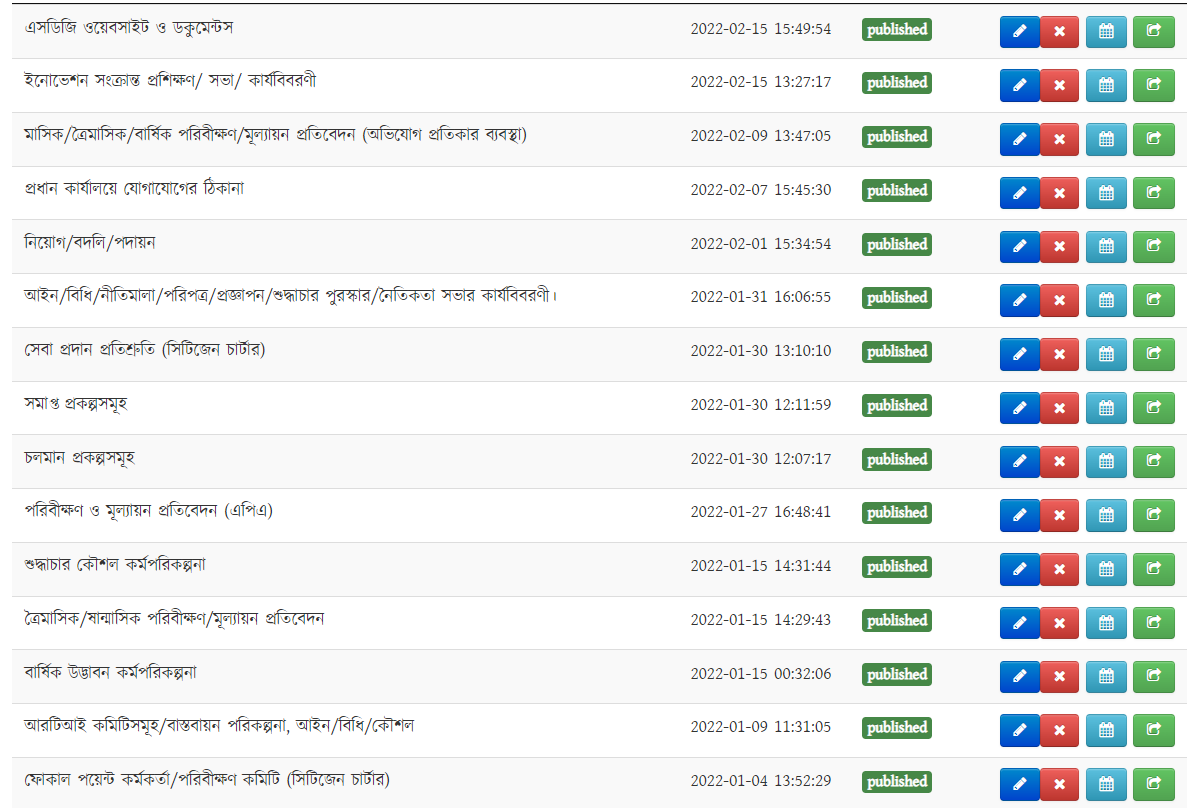 এসডিজি ওয়েবসাইট ও ডকুমেন্টস 2022-02-15 15:49:54 published
ইনোভেশন সংক্রান্ত প্রশিক্ষণ/ সভা/ কার্যবিবরণী 2022-02-15 13:27:17 published
মাসিক/ত্রৈমাসিক/বার্ষিক পরিবীক্ষণ/মূল্যায়ন প্রতিবেদন (অভিযোগ প্রতিকার ব্যবস্থা) 2022-02-09 13:47:05 published
প্রধান কার্যালয়ে যোগাযোগের ঠিকানা 2022-02-07 15:45:30 published
নিয়োগ/বদলি/পদায়ন 2022-02-01 15:34:54 published
আইন/বিধি/নীতিমালা/পরিপত্র/প্রজ্ঞাপন/শুদ্ধাচার পুরস্কার/নৈতিকতা সভার কার্যবিবরণী। 2022-01-31 16:06:55 published
সেবা প্রদান প্রতিশ্রুতি (সিটিজেন চার্টার) 2022-01-30 13:10:10 published
সমাপ্ত প্রকল্পসমূহ 2022-01-30 12:11:59 published
চলমান প্রকল্পসমূহ 2022-01-30 12:07:17 published
পরিবীক্ষণ ও মূল্যায়ন প্রতিবেদন (এপিএ) 2022-01-27 16:48:41 published
শুদ্ধাচার কৌশল কর্মপরিকল্পনা 2022-01-15 14:31:44 published
ত্রৈমাসিক/ষান্মাসিক পরিবীক্ষণ/মূল্যায়ন প্রতিবেদন 2022-01-15 14:29:43 published
বার্ষিক উদ্ভাবন কর্মপরিকল্পনা 2022-01-15 00:32:06 published
আরটিআই কমিটিসমূহ/বাস্তবায়ন পরিকল্পনা, আইন/বিধি/কৌশল 2022-01-09 11:31:05 published
ফোকাল পয়েন্ট কর্মকর্তা/পরিবীক্ষণ কমিটি (সিটিজেন চার্টার) 2022-01-04 13:52:29 published